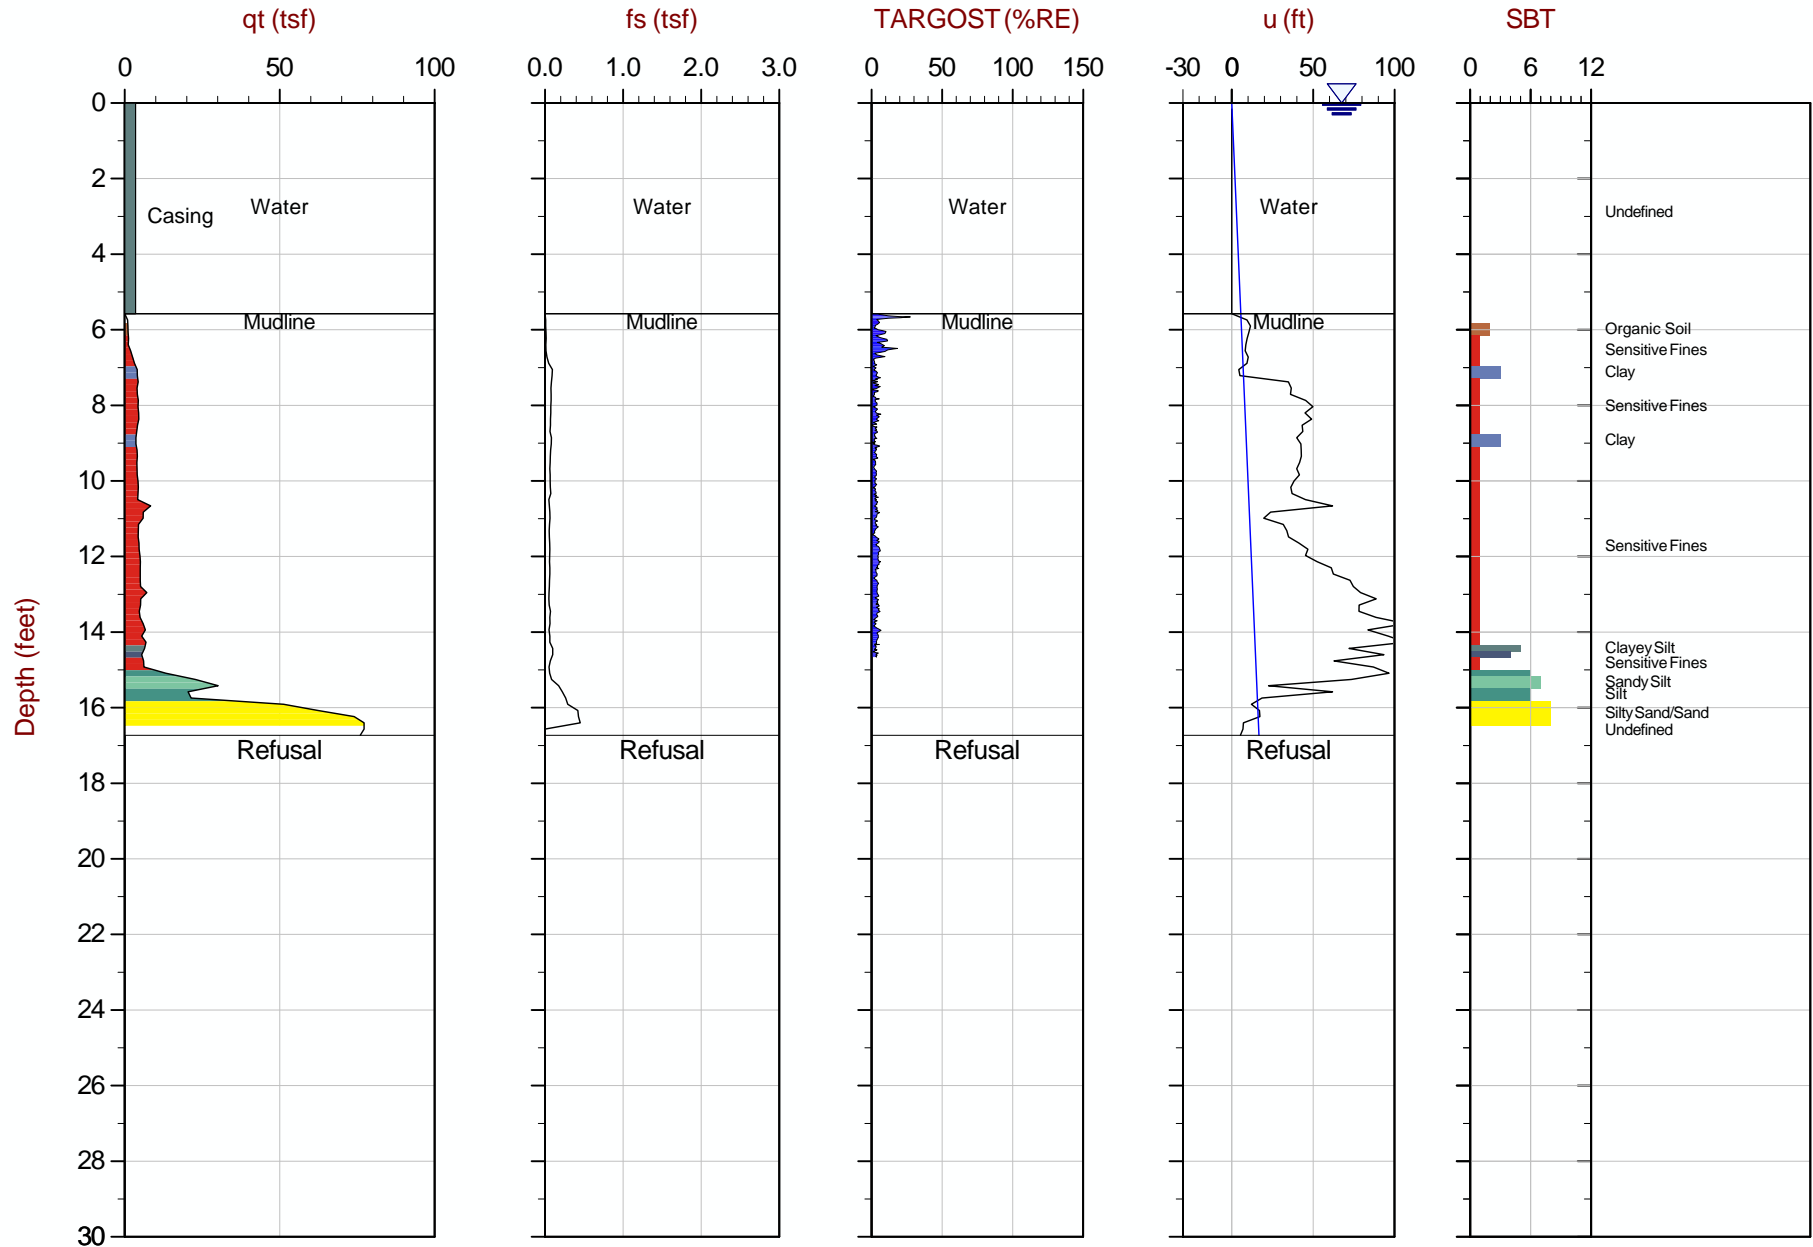 qt (tsf) fs (tsf) TARGOST (%RE) u (ft) SBT
0 50 100 0.0 1.0 2.0 3.0 0 50 100 150 -30 0 50 100 0 6 12
0
2
Water Water Water Water
Casing Undefined
4
Mudline Mudline Mudline Mudline
6 Organic Soil
Sensitive Fines
Clay
8 Sensitive Fines
Clay
10
12 Sensitive Fines
14
Clayey Silt
Sensitive Fines
Sandy Silt
Silt
16 Silty Sand/Sand
Undefined
Refusal Refusal Refusal Refusal
18
20
22
24
26
28
30
Depth (feet)